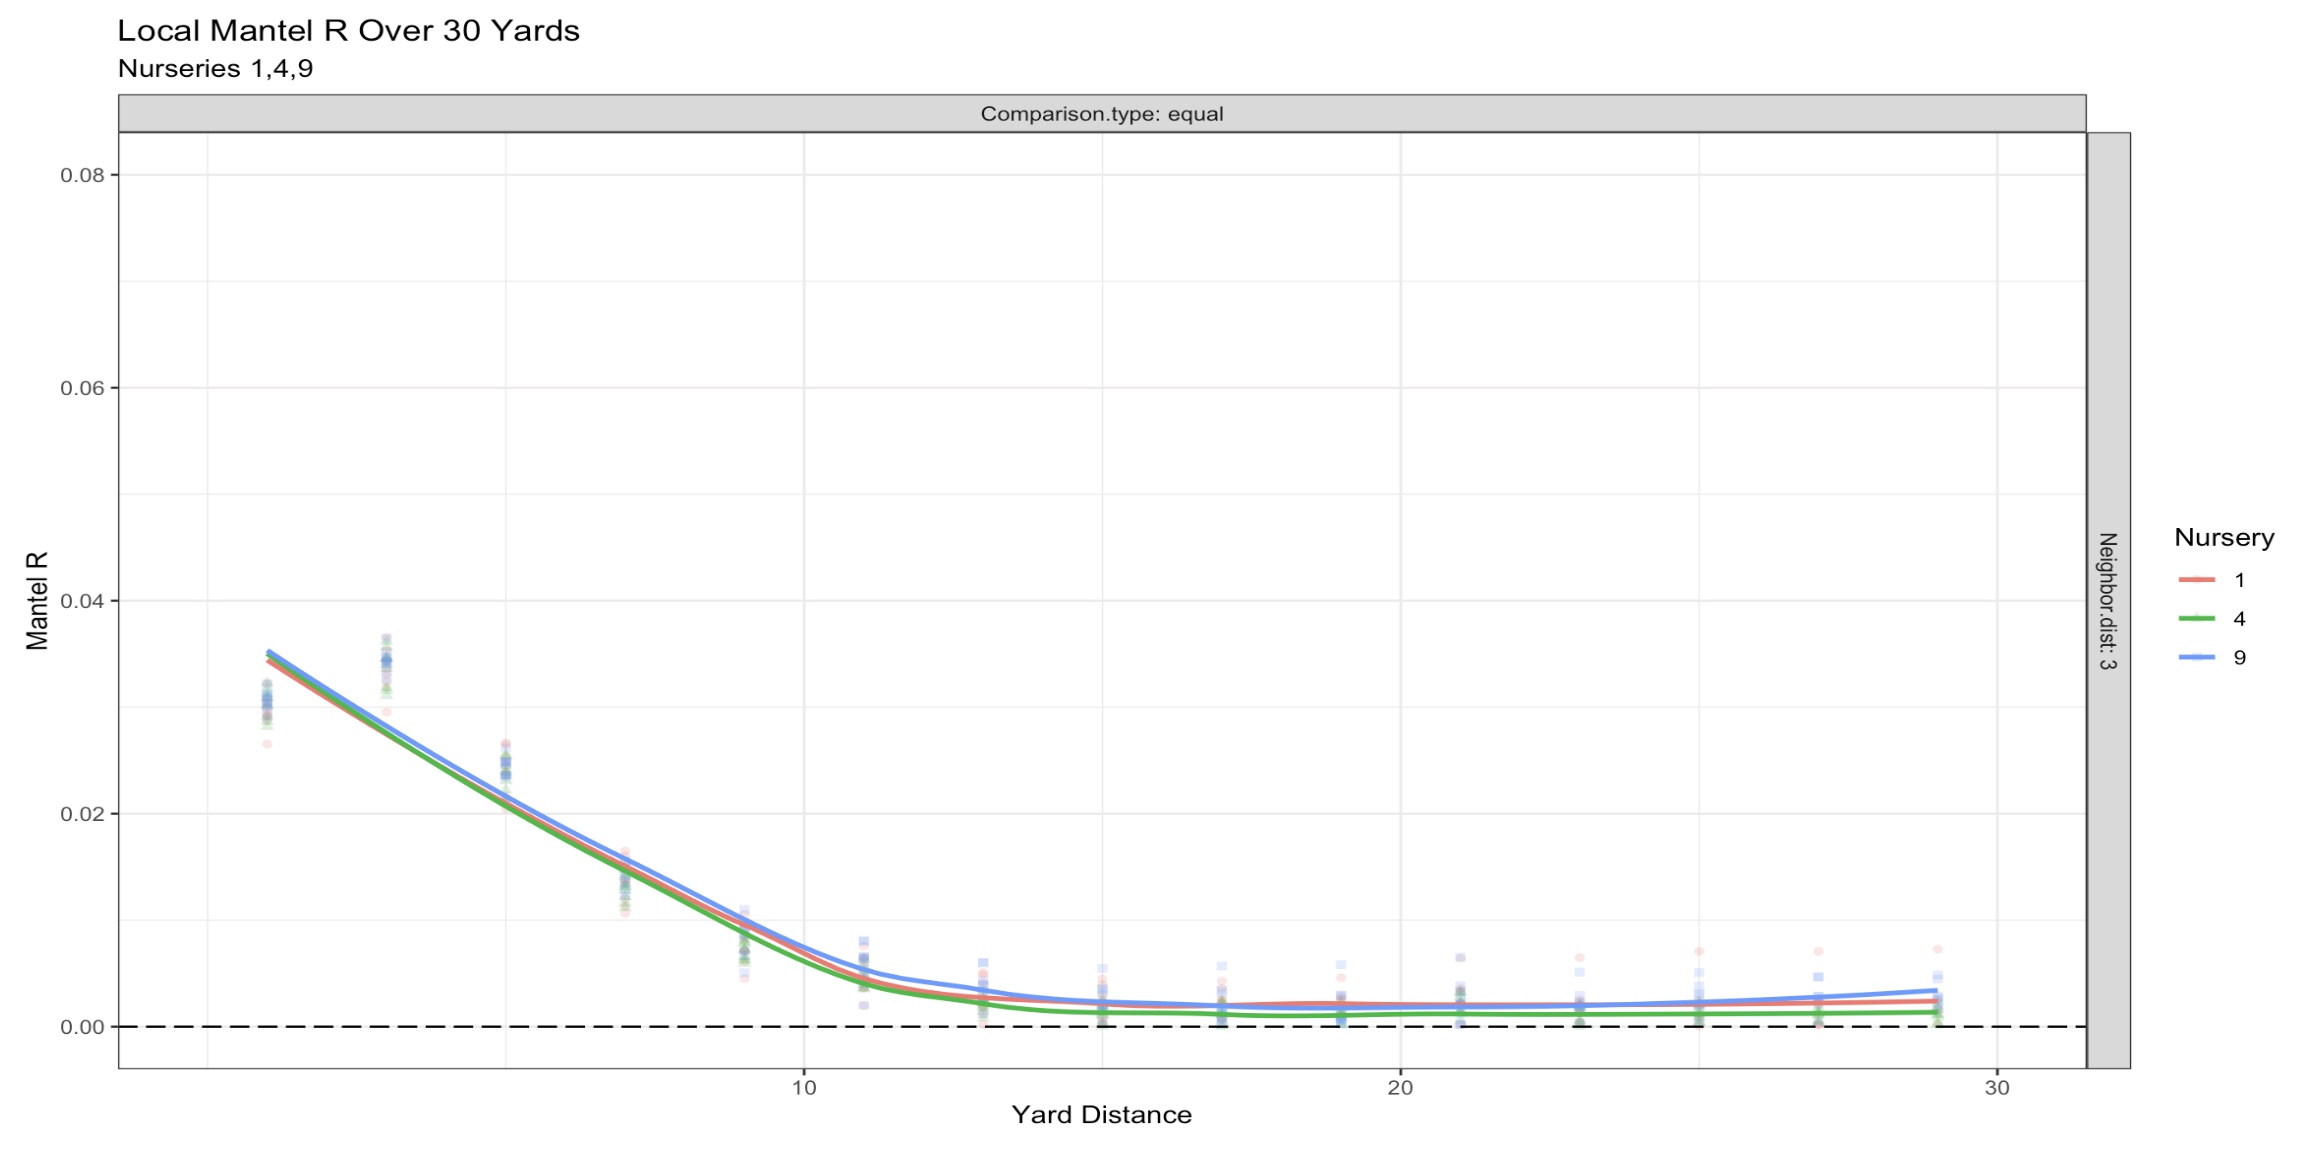 Local Mantel R Over 30 Yards
Nurseries 1,4,9
Comparison.type: equal
0.08
0.06
0.04
0.02
0.00
Mantel R
10
20
30
Yard Distance
Neighbor.dist: 3
Nursery
1
4
9